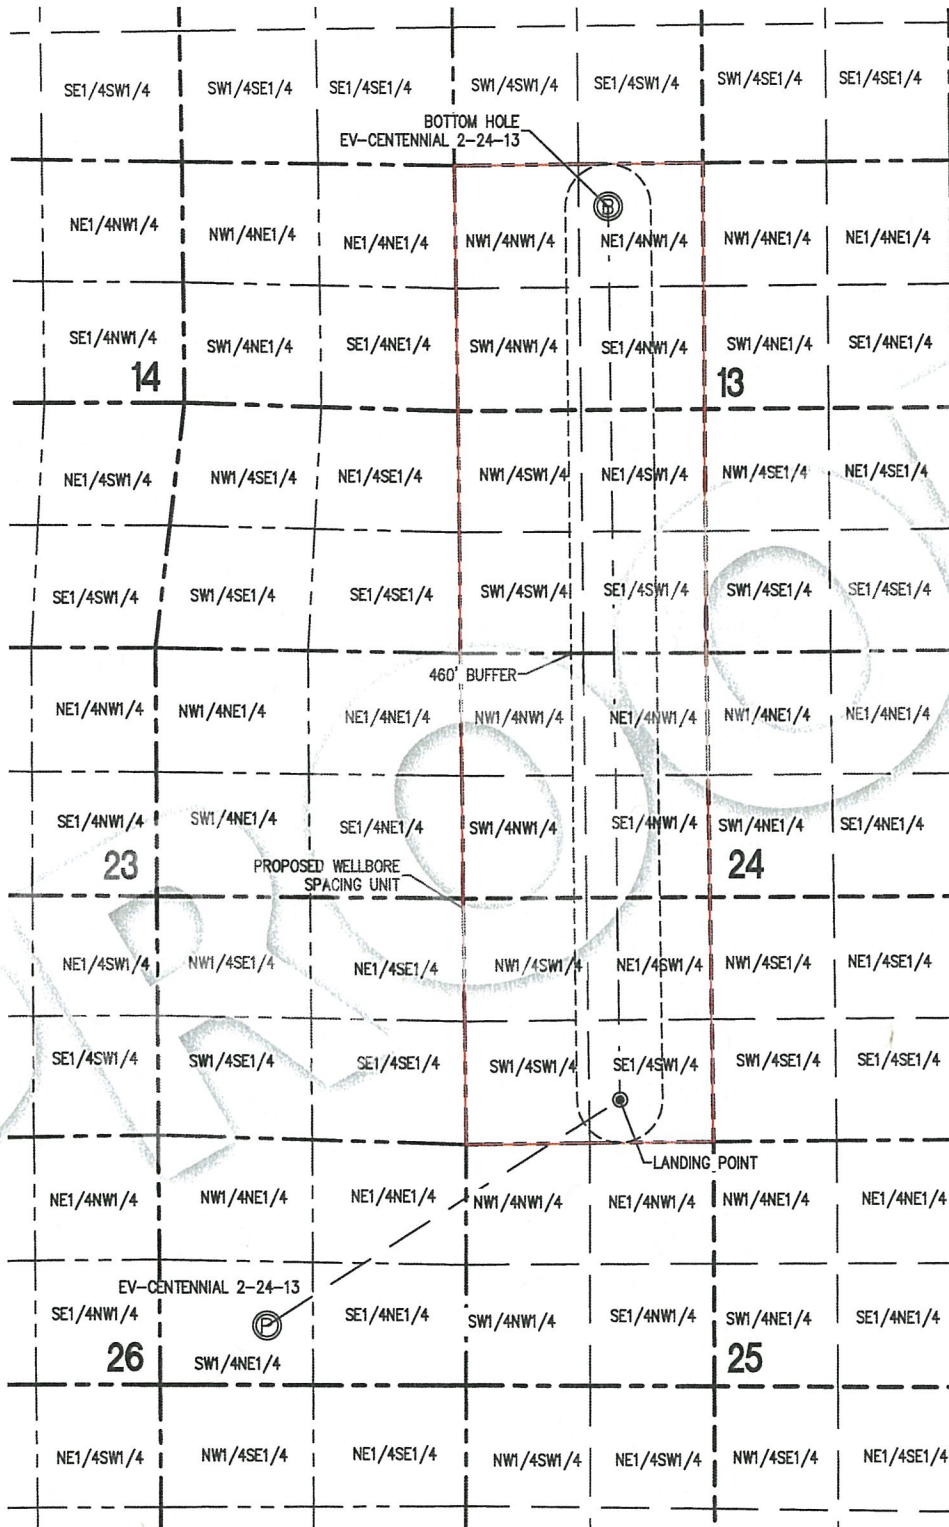 SE1/4SW1/4 SW1/4SE1/4 SE1/4SE1/4 SW1/4SW1/4 SE1/4SW1/4 SW1/4SE1/4 SE1/4SE1/4
BOTTOM HOLE
EV-CENTENNIAL 2-24-13
B
NE1/4NW1/4 NW1/4NE1/4 NE1/4NE1/4 NW1/4NW1/4 NE1/4NW1/4 NW1/4NE1/4 NE1/4NE1/4
SE1/4NW1/4 SW1/4NE1/4 SE1/4NE1/4 SW1/4NW1/4 SE1/4NW1/4 SW1/4NE1/4 SE1/4NE1/4
14 13
NE1/4SW1/4 NW1/4SE1/4 NE1/4SE1/4 NW1/4SW1/4 NE1/4SW1/4 NW1/4SE1/4 NE1/4SE1/4
SE1/4SW1/4 SW1/4SE1/4 SE1/4SE1/4 SW1/4SW1/4 SE1/4SW1/4 SW1/4SE1/4 SE1/4SE1/4
460' BUFFER
NE1/4NW1/4 NW1/4NE1/4 NE1/4NE1/4 NW1/4NW1/4 NE1/4NW1/4 NW1/4NE1/4 NE1/4NE1/4
SE1/4NW1/4 SW1/4NE1/4 SE1/4NE1/4 SW1/4NW1/4 SE1/4NW1/4 SW1/4NE1/4 SE1/4NE1/4
23 24
PROPOSED WELLBORE
SPACING UNIT
NE1/4SW1/4 NW1/4SE1/4 NE1/4SE1/4 NW1/4SW1/4 NE1/4SW1/4 NW1/4SE1/4 NE1/4SE1/4
SE1/4SW1/4 SW1/4SE1/4 SE1/4SE1/4 SW1/4SW1/4 SE1/4SW1/4 SW1/4SE1/4 SE1/4SE1/4
LANDING POINT
NE1/4NW1/4 NW1/4NE1/4 NE1/4NE1/4 NW1/4NW1/4 NE1/4NW1/4 NW1/4NE1/4 NE1/4NE1/4
EV-CENTENNIAL 2-24-13
P
SE1/4NW1/4 SW1/4NE1/4 SE1/4NE1/4 SW1/4NW1/4 SE1/4NW1/4 SW1/4NE1/4 SE1/4NE1/4
26 25
NE1/4SW1/4 NW1/4SE1/4 NE1/4SE1/4 NW1/4SW1/4 NE1/4SW1/4 NW1/4SE1/4 NE1/4SE1/4